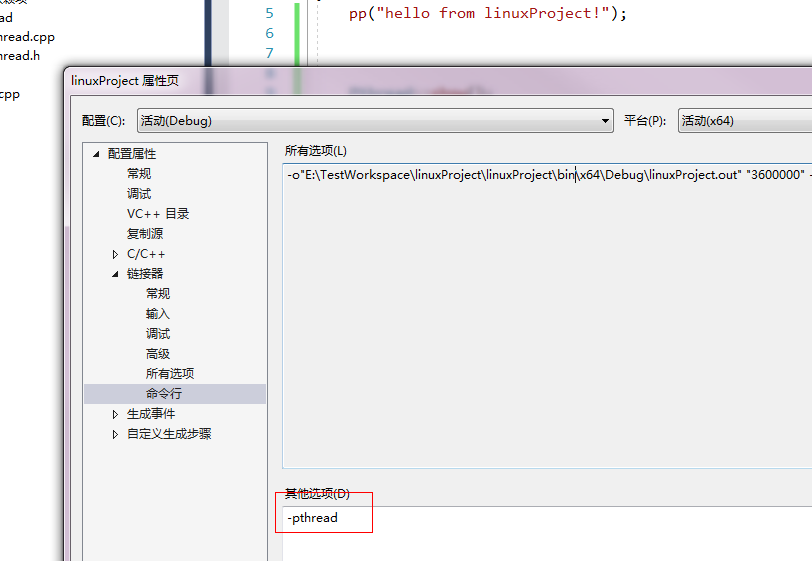 ad
hread.cpp
hread.h
cpp
5 pp("hello from linuxProject!");
6
7
linuxProject 属性页
配置(C): 活动(Debug) 平台(P): 活动(x64)
配置属性
常规
调试
VC++ 目录
复制源
C/C++
链接器
常规
输入
调试
高级
所有选项
命令行
生成事件
自定义生成步骤
所有选项(L)
-o"E:\TestWorkspace\linuxProject\linuxProject\bin\x64\Debug\linuxProject.out" "3600000" -
其他选项(D)
-pthread